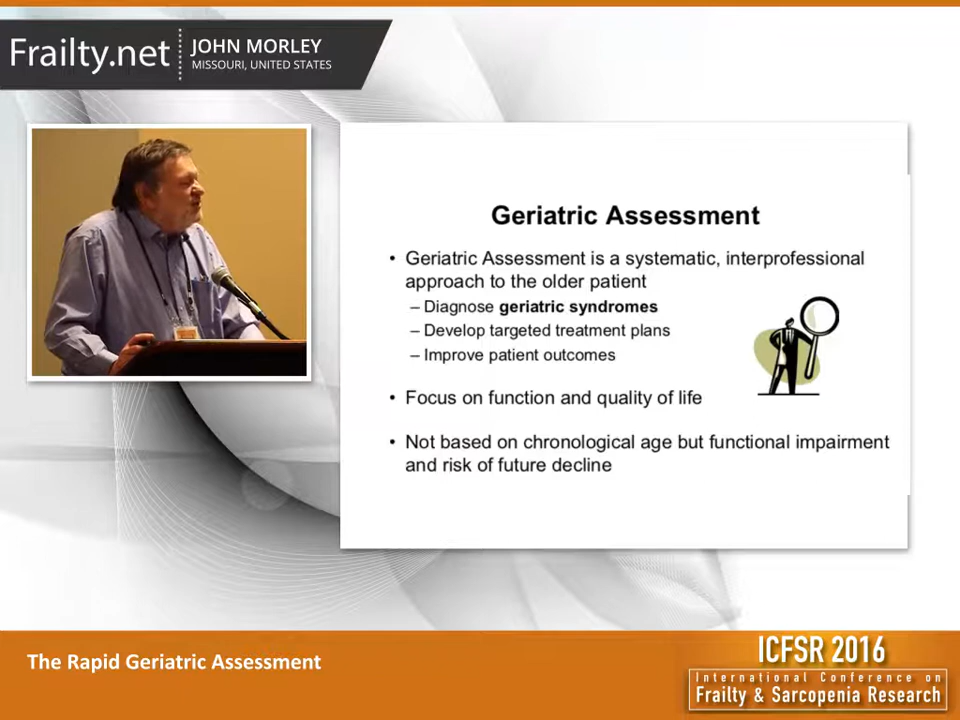 Frailty.net
JOHN MORLEY
MISSOURI, UNITED STATES
Geriatric Assessment
• Geriatric Assessment is a systematic, interprofessional
approach to the older patient
– Diagnose geriatric syndromes
– Develop targeted treatment plans
– Improve patient outcomes
• Focus on function and quality of life
• Not based on chronological age but functional impairment
and risk of future decline
The Rapid Geriatric Assessment
ICFSR 2016
International Conference on
Frailty & Sarcopenia Research